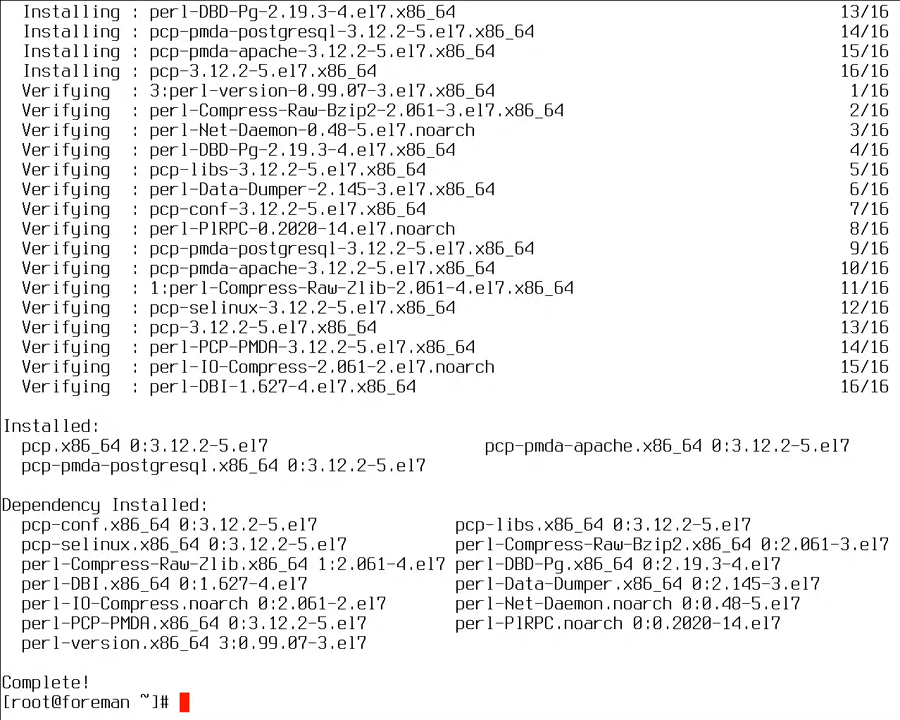 Installing : perl-DBD-Pg-2.19.3-4.el7.x86_64 13/16
Installing : pcp-pmda-postgresql-3.12.2-5.el7.x86_64 14/16
Installing : pcp-pmda-apache-3.12.2-5.el7.x86_64 15/16
Installing : pcp-3.12.2-5.el7.x86_64 16/16
Verifying : 3:perl-version-0.99.07-3.el7.x86_64 1/16
Verifying : perl-Compress-Raw-Bzip2-2.061-3.el7.x86_64 2/16
Verifying : perl-Net-Daemon-0.48-5.el7.noarch 3/16
Verifying : perl-DBD-Pg-2.19.3-4.el7.x86_64 4/16
Verifying : pcp-libs-3.12.2-5.el7.x86_64 5/16
Verifying : perl-Data-Dumper-2.145-3.el7.x86_64 6/16
Verifying : pcp-conf-3.12.2-5.el7.x86_64 7/16
Verifying : perl-PlRPC-0.2020-14.el7.noarch 8/16
Verifying : pcp-pmda-postgresql-3.12.2-5.el7.x86_64 9/16
Verifying : pcp-pmda-apache-3.12.2-5.el7.x86_64 10/16
Verifying : 1:perl-Compress-Raw-Zlib-2.061-4.el7.x86_64 11/16
Verifying : pcp-selinux-3.12.2-5.el7.x86_64 12/16
Verifying : pcp-3.12.2-5.el7.x86_64 13/16
Verifying : perl-PCP-PMDA-3.12.2-5.el7.x86_64 14/16
Verifying : perl-IO-Compress-2.061-2.el7.noarch 15/16
Verifying : perl-DBI-1.627-4.el7.x86_64 16/16
Installed:
pcp.x86_64 0:3.12.2-5.el7 pcp-pmda-apache.x86_64 0:3.12.2-5.el7
pcp-pmda-postgresql.x86_64 0:3.12.2-5.el7
Dependency Installed:
pcp-conf.x86_64 0:3.12.2-5.el7 pcp-libs.x86_64 0:3.12.2-5.el7
pcp-selinux.x86_64 0:3.12.2-5.el7 perl-Compress-Raw-Bzip2.x86_64 0:2.061-3.el7
perl-Compress-Raw-Zlib.x86_64 1:2.061-4.el7 perl-DBD-Pg.x86_64 0:2.19.3-4.el7
perl-DBI.x86_64 0:1.627-4.el7 perl-Data-Dumper.x86_64 0:2.145-3.el7
perl-IO-Compress.noarch 0:2.061-2.el7 perl-Net-Daemon.noarch 0:0.48-5.el7
perl-PCP-PMDA.x86_64 0:3.12.2-5.el7 perl-PlRPC.noarch 0:0.2020-14.el7
perl-version.x86_64 3:0.99.07-3.el7
Complete!
[root@foreman ~]#